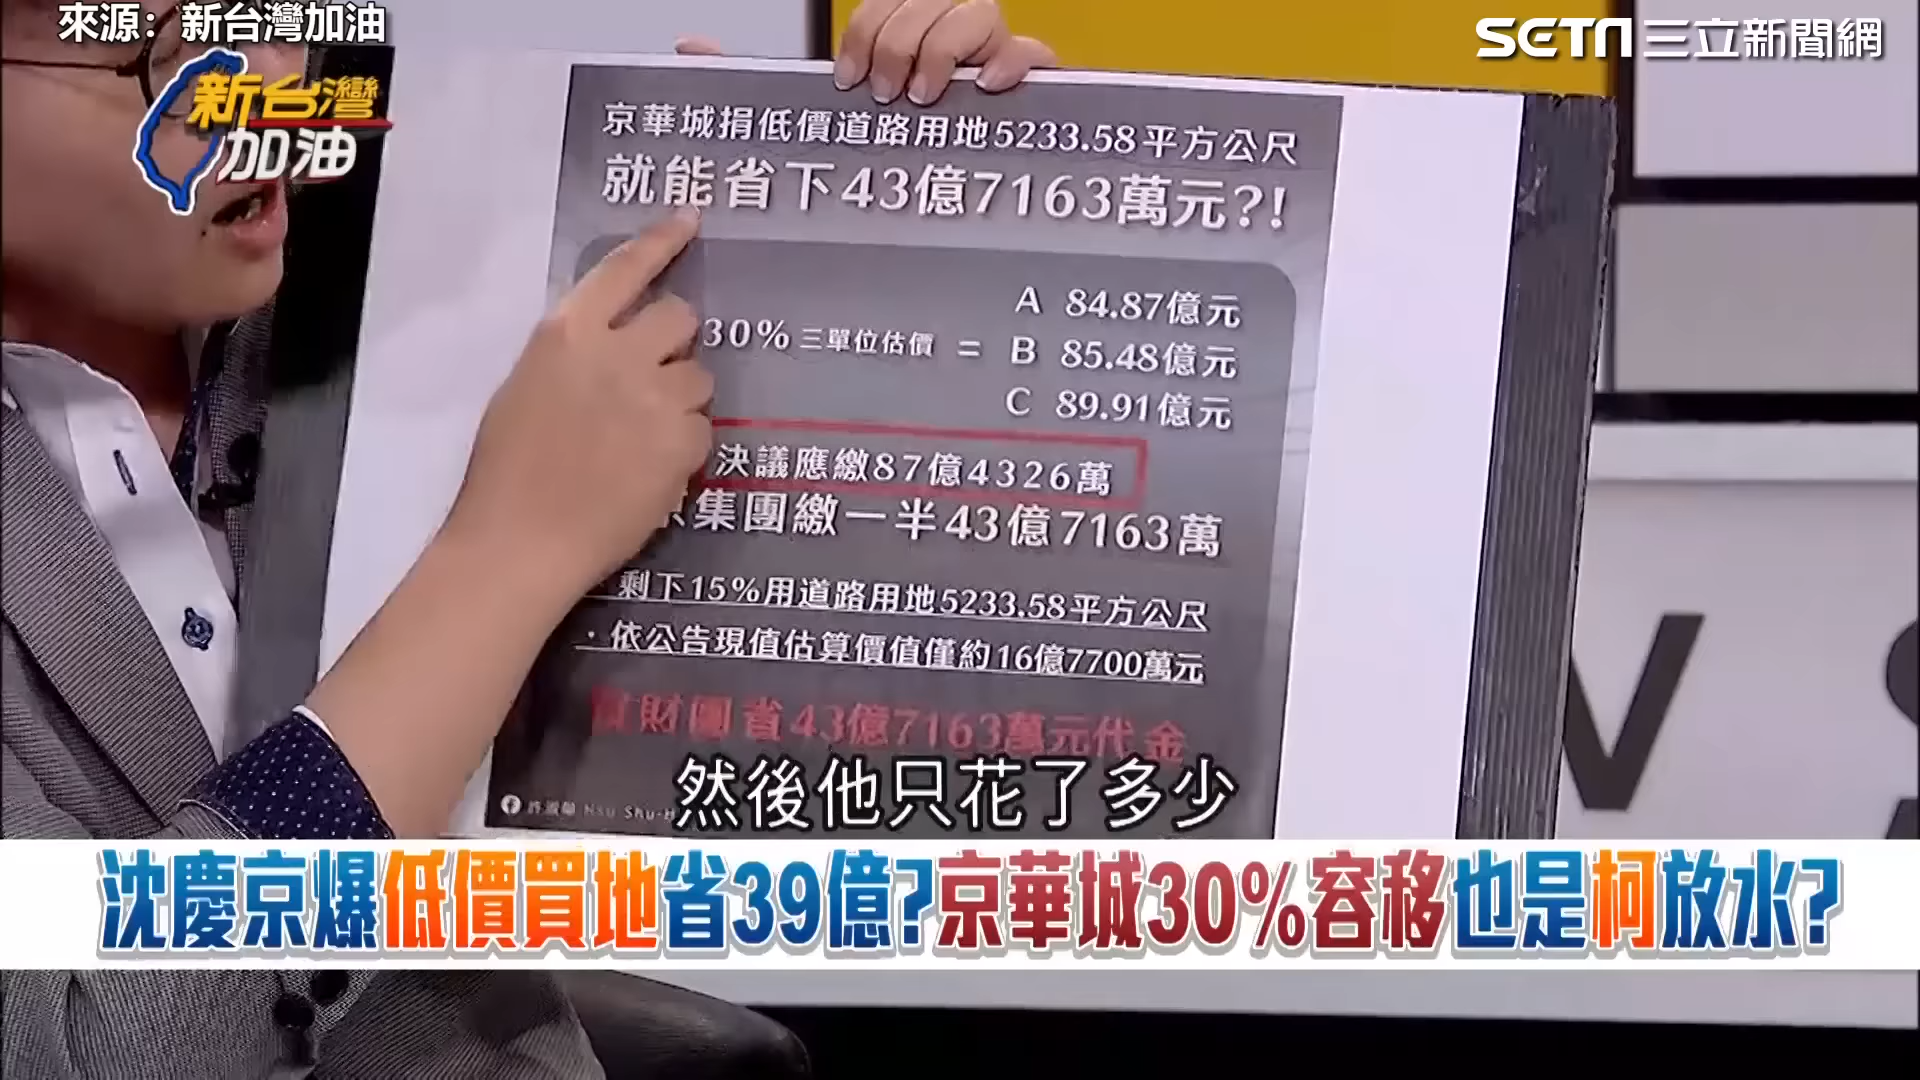 來源：新台灣加油
SETN三立新聞網
新台灣
加油
京華城捐低價道路用地5233.58平方公尺
就能省下43億7163萬元?!
A 84.87億元
30% 三單位估價 = B 85.48億元
C 89.91億元
決議應繳87億4326萬
集團繳一半43億7163萬
剩下15%用道路用地5233.58平方公尺
·依公告現值估算價值僅約16億7700萬元
財團省43億7163萬元代金
然後他只花了多少
Hsu Shu-
沈慶京爆低價買地省39億?京華城30%容移也是柯放水?
V